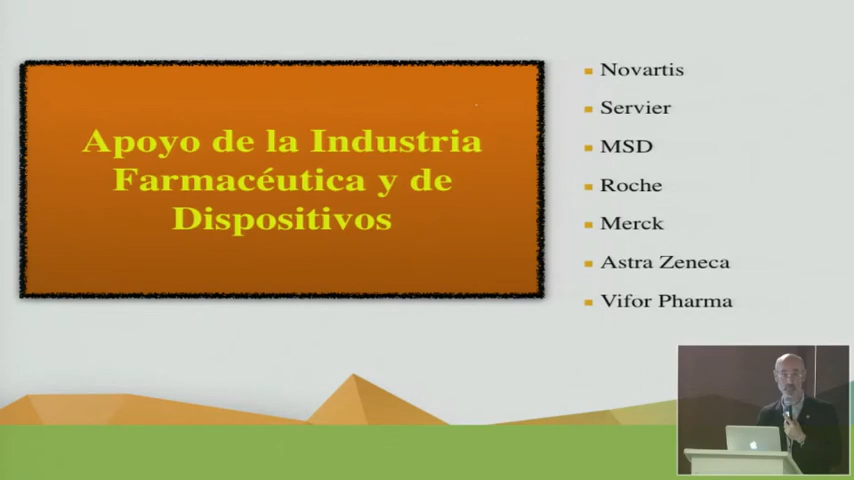 Apoyo de la Industria
Farmacéutica y de
Dispositivos
Novartis
Servier
MSD
Roche
Merck
Astra Zeneca
Vifor Pharma